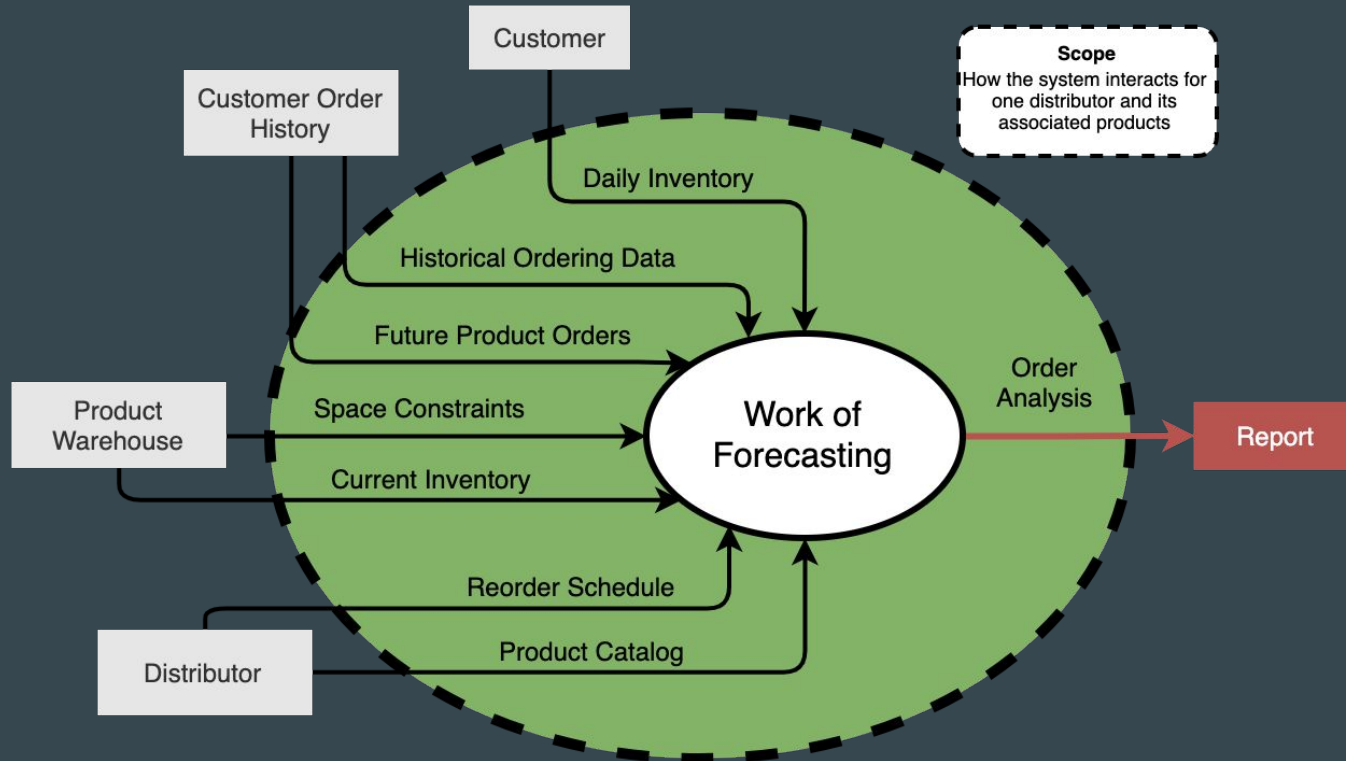 Customer
Scope
How the system interacts for
one distributor and its
associated products
Customer Order
History
Daily Inventory
Historical Ordering Data
Future Product Orders
Order
Analysis
Space Constraints
Product
Warehouse
Work of
Forecasting
Report
Current Inventory
Reorder Schedule
Product Catalog
Distributor